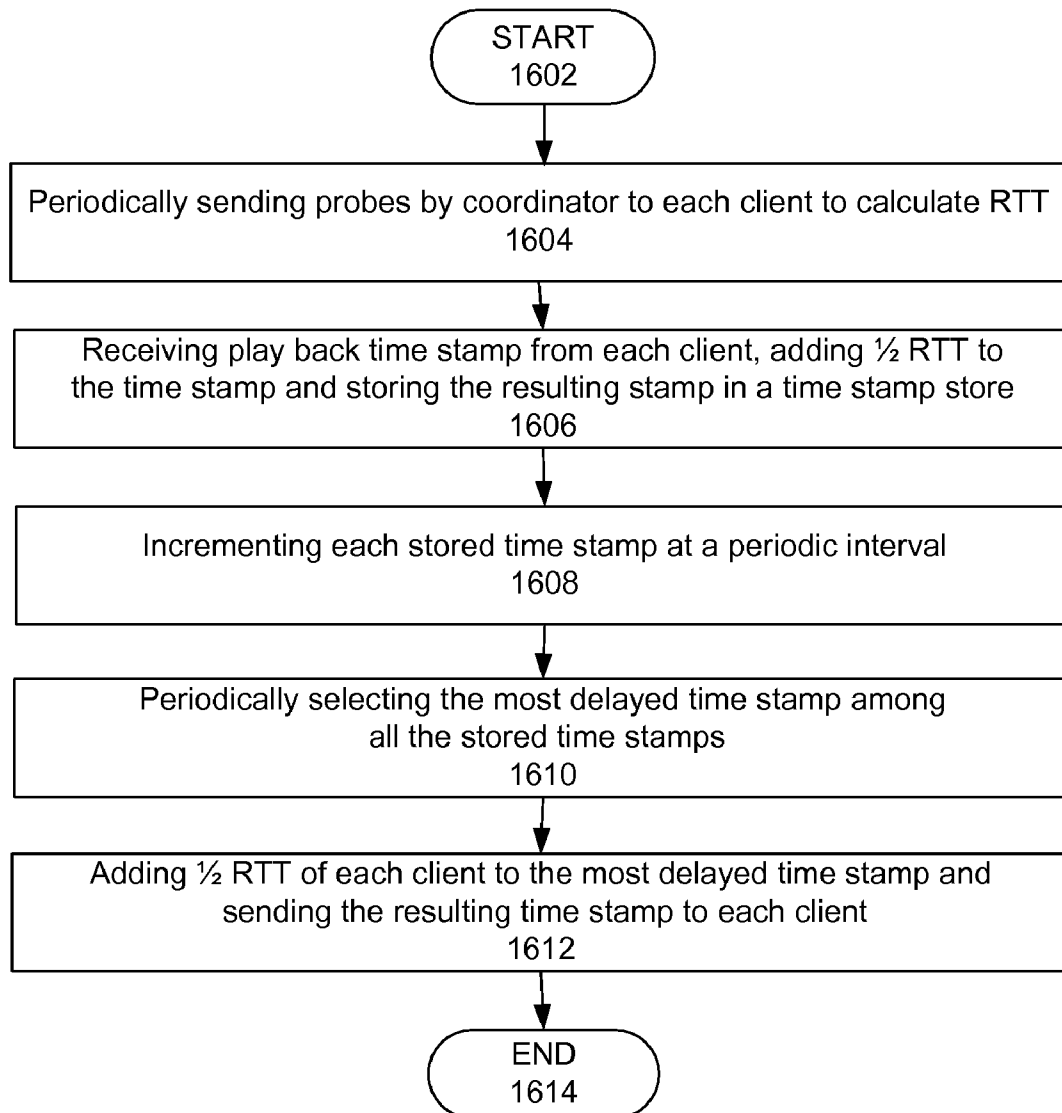 START
1602
Periodically sending probes by coordinator to each client to calculate RTT
1604
Receiving play back time stamp from each client, adding ½ RTT to
the time stamp and storing the resulting stamp in a time stamp store
1606
Incrementing each stored time stamp at a periodic interval
1608
Periodically selecting the most delayed time stamp among
all the stored time stamps
1610
Adding ½ RTT of each client to the most delayed time stamp and
sending the resulting time stamp to each client
1612
END
1614